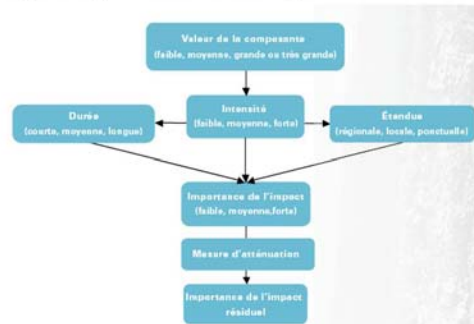 Valeur de la composante
(faible, moyenne, grande ou très grande)
Intensité
(faible, moyenne, forte)
Durée
(courte, moyenne, longue)
Étendue
(régionale, locale, ponctuelle)
Importance de l'impact
(faible, moyenne,forte)
Mesure d'atténuation
Importance de l'impact
résiduel